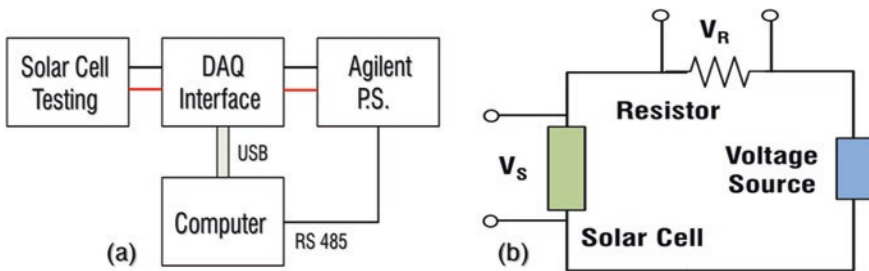 Solar Cell
Testing
DAQ
Interface
Agilent
P.S.
USB
Computer
RS 485
(a)
V_R
Resistor
V_S
Voltage
Source
Solar Cell
(b)